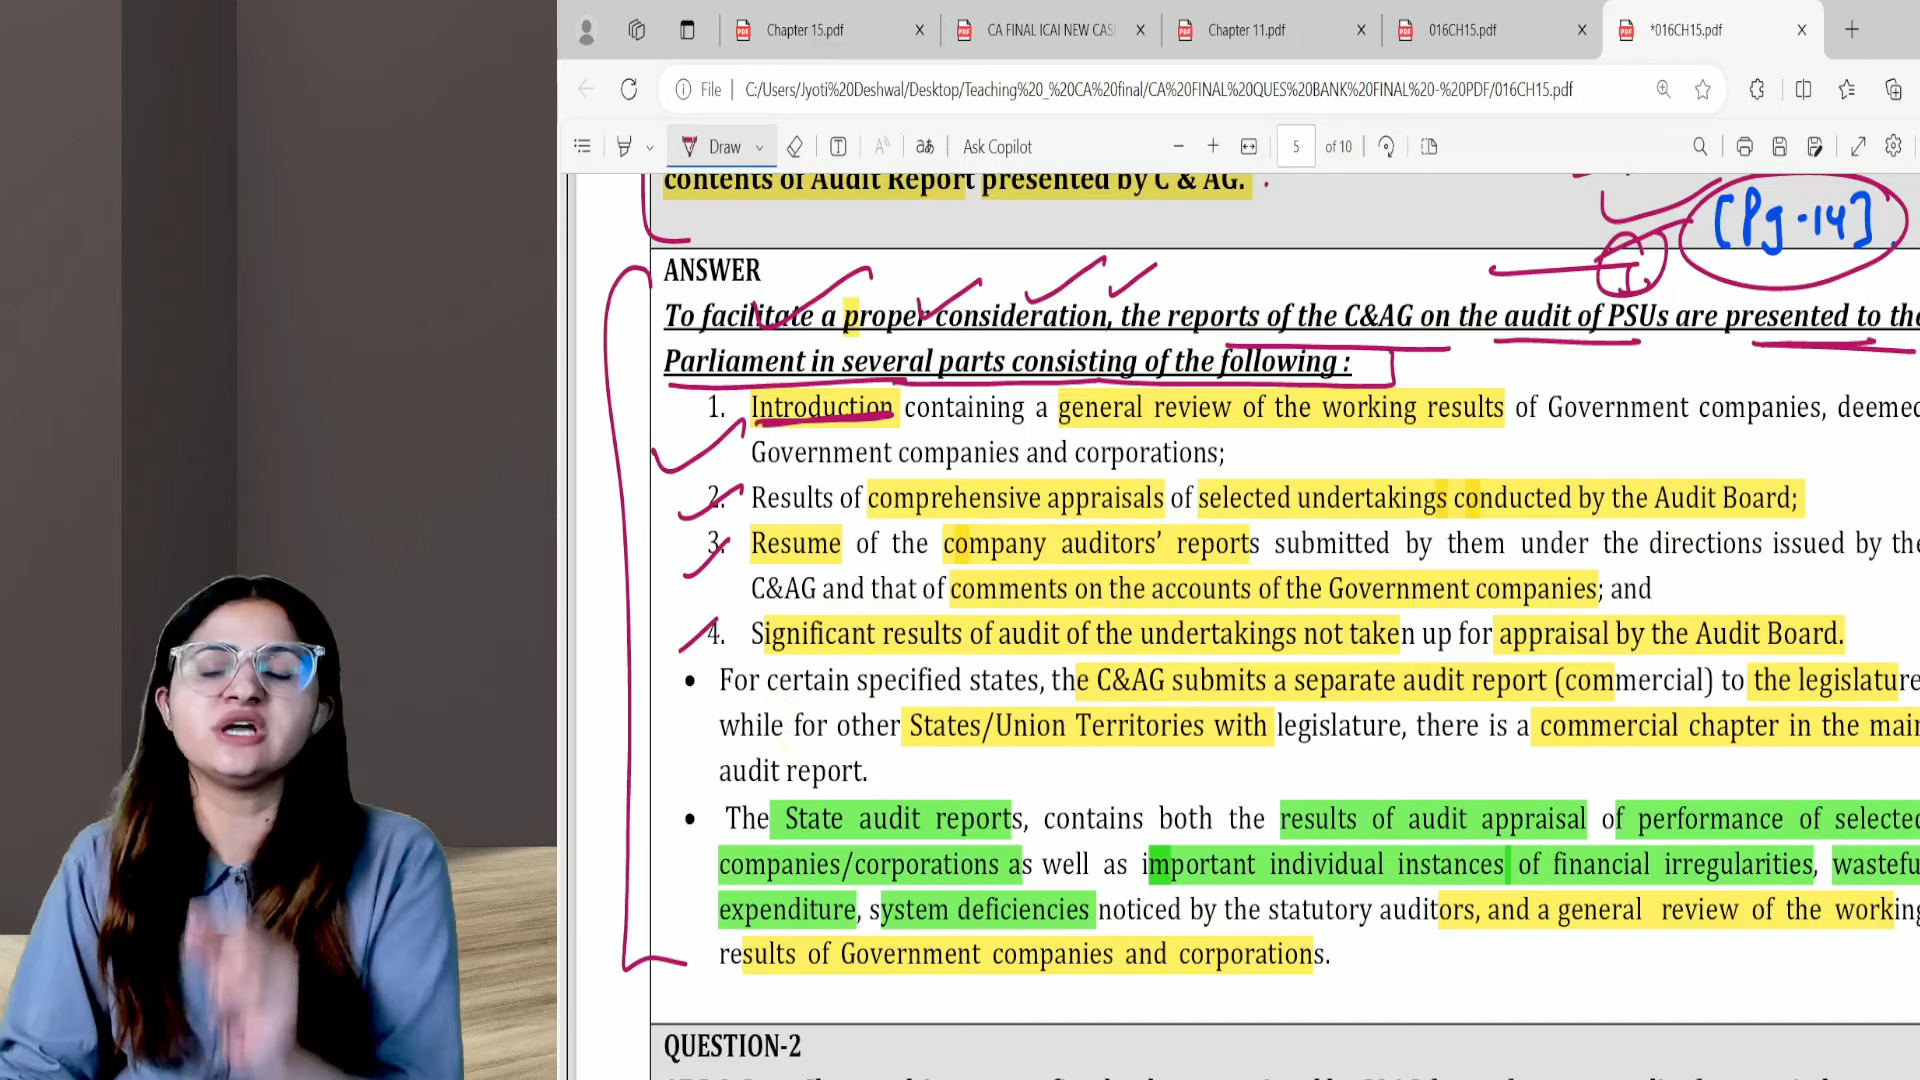 Chapter 15.pdf
CA FINAL ICAI NEW CAS
Chapter 11.pdf
016CH15.pdf
*016CH15.pdf
File
C:/Users/Jyoti%20Deshwal/Desktop/Teaching%20_%20CA%20final/CA%20FINAL%20QUES%20BANK%20FINAL%20-%20PDF/016CH15.pdf
Draw
Ask Copilot
5 of 10
contents of Audit Report presented by C & AG.
[Pg-14]
ANSWER
To facilitate a proper consideration, the reports of the C&AG on the audit of PSUs are presented to the
Parliament in several parts consisting of the following :
1. Introduction containing a general review of the working results of Government companies, deemed
Government companies and corporations;
2. Results of comprehensive appraisals of selected undertakings conducted by the Audit Board;
3. Resume of the company auditors’ reports submitted by them under the directions issued by the
C&AG and that of comments on the accounts of the Government companies; and
4. Significant results of audit of the undertakings not taken up for appraisal by the Audit Board.
• For certain specified states, the C&AG submits a separate audit report (commercial) to the legislature
while for other States/Union Territories with legislature, there is a commercial chapter in the main
audit report.
• The State audit reports, contains both the results of audit appraisal of performance of selected
companies/corporations as well as important individual instances of financial irregularities, wastefu
expenditure, system deficiencies noticed by the statutory auditors, and a general review of the working
results of Government companies and corporations.
QUESTION-2